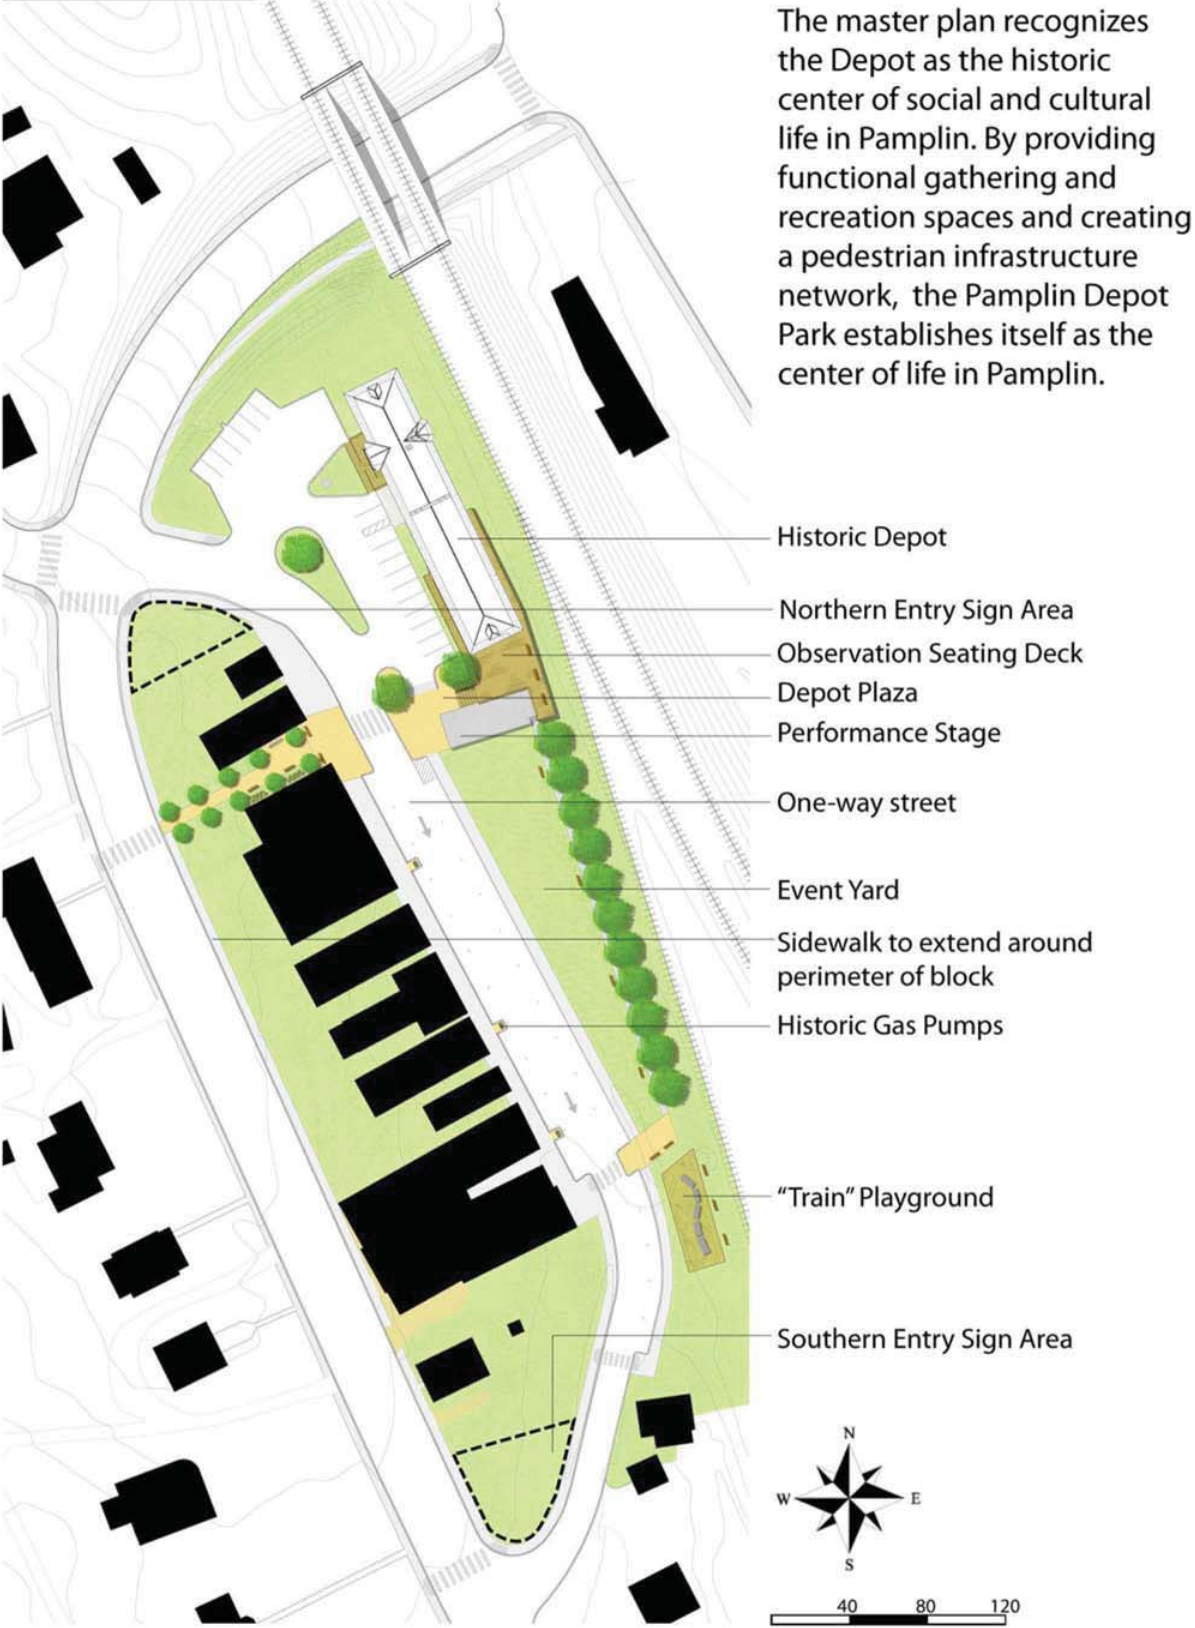 The master plan recognizes
the Depot as the historic
center of social and cultural
life in Pamplin. By providing
functional gathering and
recreation spaces and creating
a pedestrian infrastructure
network, the Pamplin Depot
Park establishes itself as the
center of life in Pamplin.
Historic Depot
Northern Entry Sign Area
Observation Seating Deck
Depot Plaza
Performance Stage
One-way street
Event Yard
Sidewalk to extend around
perimeter of block
Historic Gas Pumps
“Train” Playground
Southern Entry Sign Area
N
W E
S
40 80 120